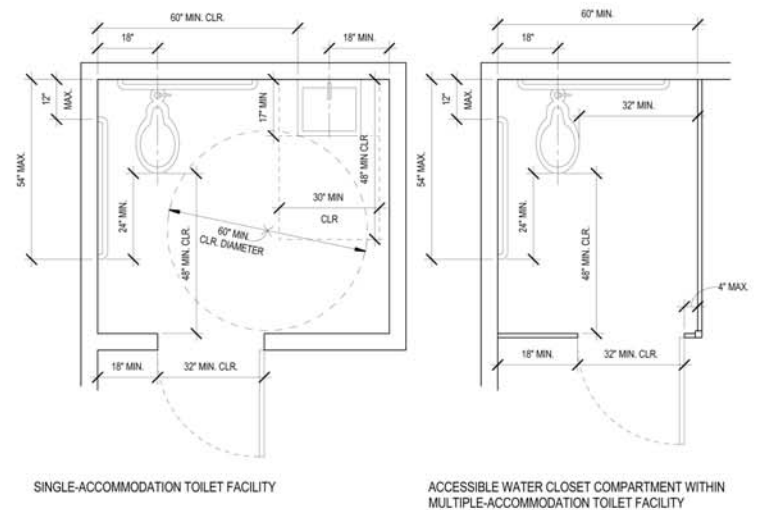 60" MIN. CLR.
18"
18" MIN.
12"
MAX.
54" MAX.
17" MIN
48" MIN CLR
30" MIN
CLR
60" MIN.
CLR. DIAMETER
24" MIN.
48" MIN. CLR.
18" MIN.
32" MIN. CLR.
SINGLE-ACCOMMODATION TOILET FACILITY
60" MIN.
18"
12"
MAX.
32" MIN.
54" MAX.
24" MIN.
48" MIN. CLR.
4" MAX.
18" MIN.
32" MIN. CLR.
ACCESSIBLE WATER CLOSET COMPARTMENT WITHIN
MULTIPLE-ACCOMMODATION TOILET FACILITY